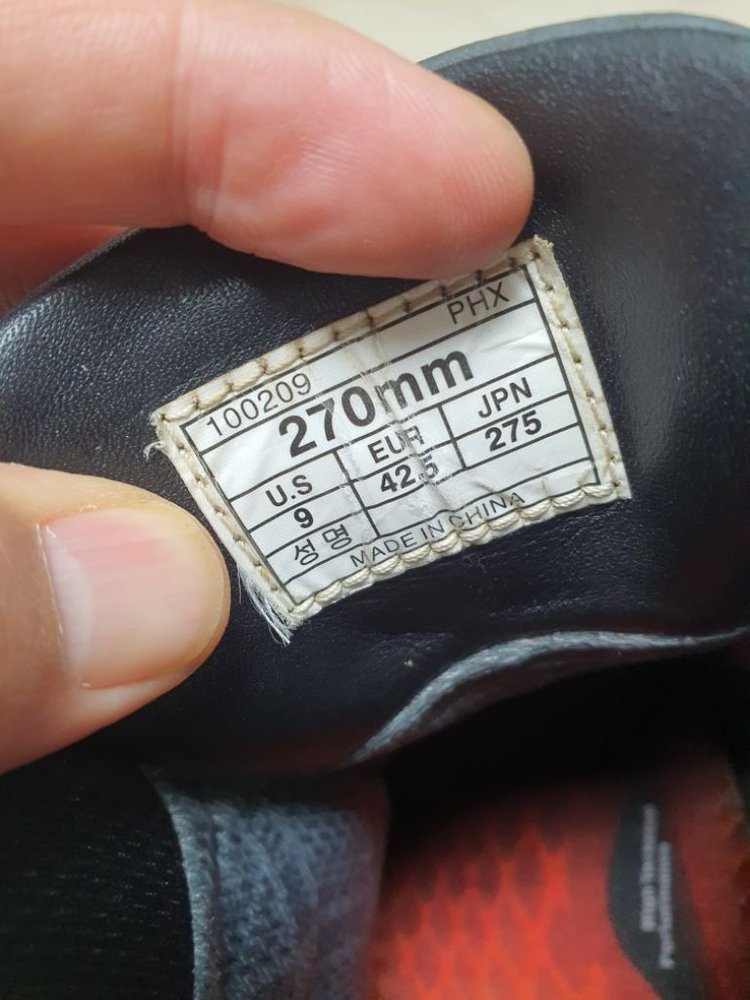 100209 PHX
270mm
U.S EUR JPN
9 42.5 275
성명
MADE IN CHINA